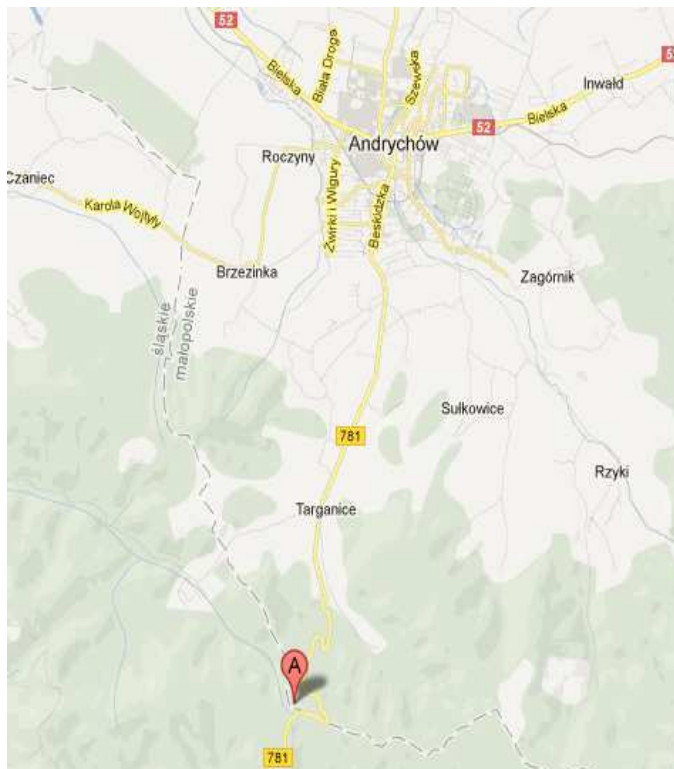 52
Biała Droga
Szewska
Bielska
Inwałd
5
Bielska
52
Andrychów
Roczyny
Czaniec
Żwirki i Wigury
Beskidzka
Karola Wojtyły
Brzezinka
Zagórnik
śląskie
małopolskie
Sułkowice
781
Rzyki
Targanice
A
781